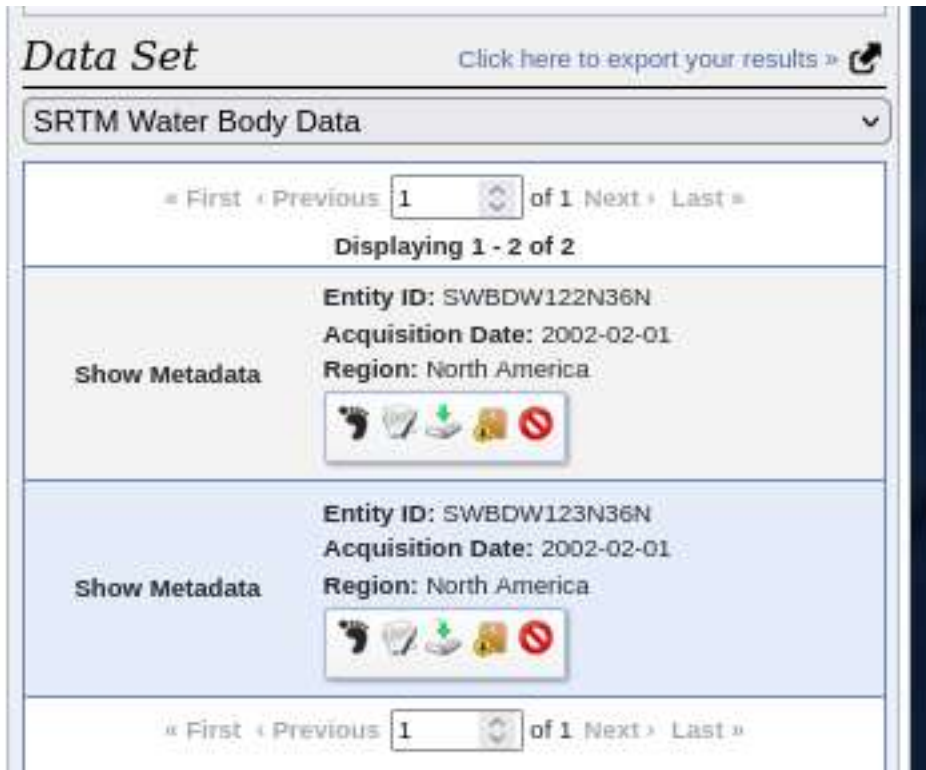 Data Set
Click here to export your results »
SRTM Water Body Data
« First ‹ Previous 1 of 1 Next › Last »
Displaying 1 - 2 of 2
Entity ID: SWBDW122N36N
Acquisition Date: 2002-02-01
Show Metadata
Region: North America
Entity ID: SWBDW123N36N
Acquisition Date: 2002-02-01
Show Metadata
Region: North America
« First ‹ Previous 1 of 1 Next › Last »